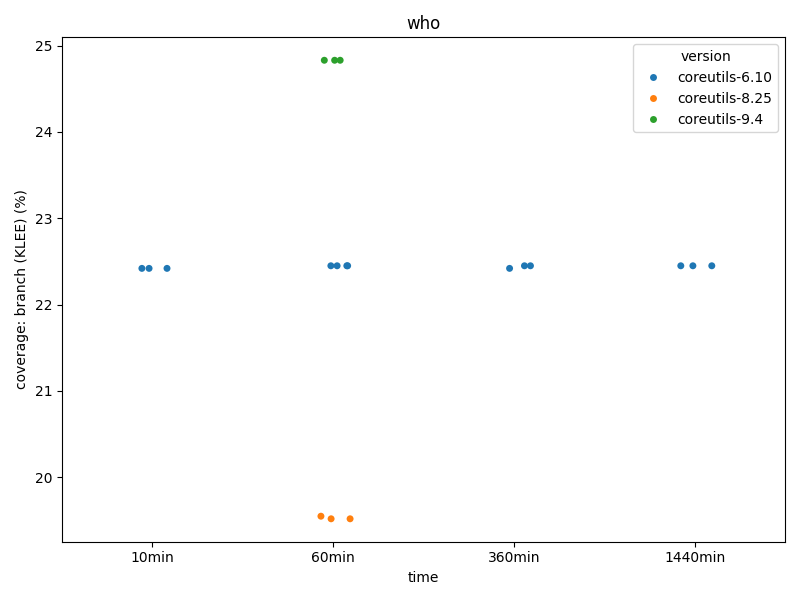 who
version
coreutils-6.10
coreutils-8.25
coreutils-9.4
coverage: branch (KLEE) (%)
25
24
23
22
21
20
10min
60min
360min
1440min
time